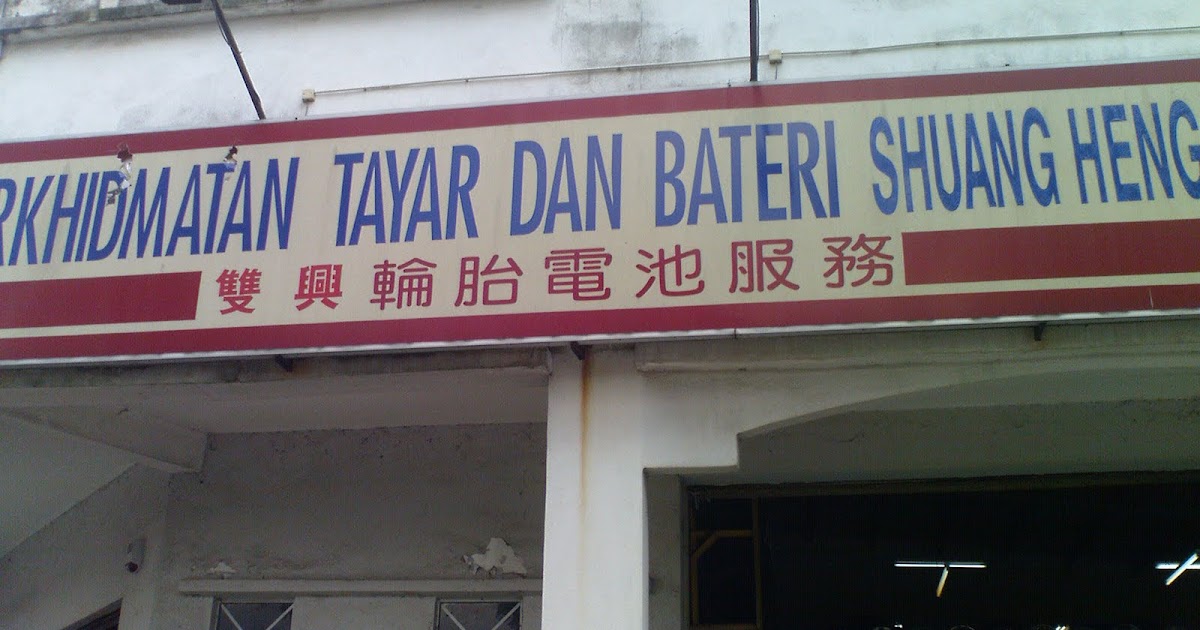 RKHIDMATAN TAYAR DAN BATERI SHUANG HENG
雙興輪胎電池服務